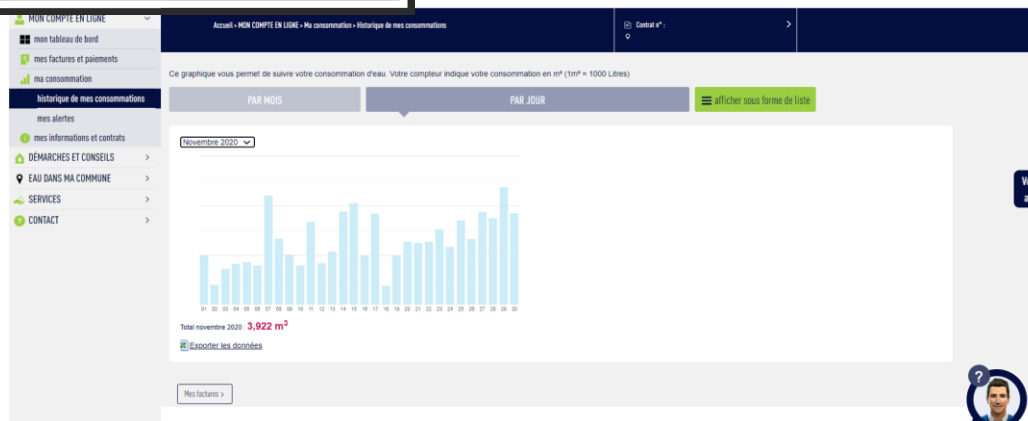 MON COMPTE EN LIGNE
mon tableau de bord
mes factures et paiements
ma consommation
historique de mes consommations
mes alertes
mes informations et contrats
DÉMARCHES ET CONSEILS
EAU DANS MA COMMUNE
SERVICES
CONTACT
Accueil > MON COMPTE EN LIGNE > Ma consommation > Historique de mes consommations
Contrat n° :
Ce graphique vous permet de suivre votre consommation d'eau. Votre compteur indique votre consommation en m³ (1m³ = 1000 Litres)
PAR MOIS
PAR JOUR
afficher sous forme de liste
Novembre 2020
01 02 03 04 05 06 07 08 09 10 11 12 13 14 15 16 17 18 19 20 21 22 23 24 25 26 27 28 29 30
Total novembre 2020 3,922 m³
Exporter les données
Mes factures >
?